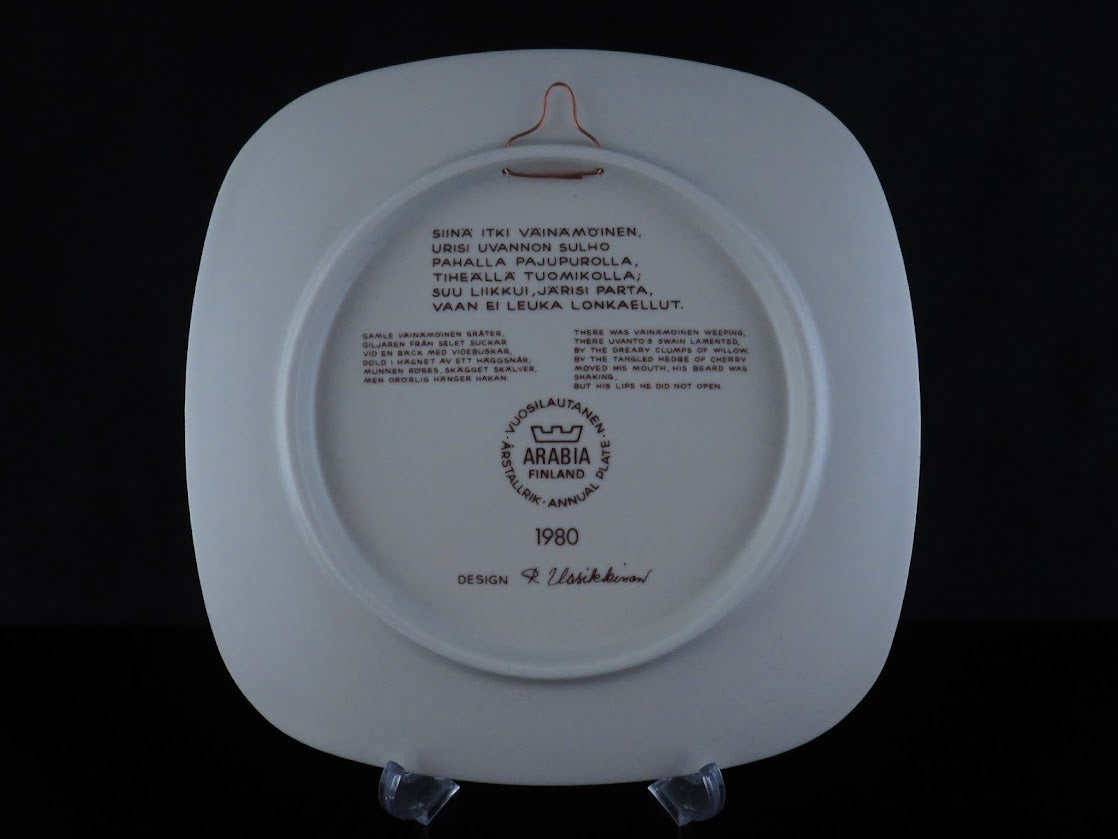 SIINÄ ITKI VÄINÄMÖINEN,
URISI UVANNON SULHO
PAHALLA PAJUPUROLLA,
TIHEÄLLÄ TUOMIKOLLA;
SUU LIIKKUI, JÄRISI PARTA,
VAAN EI LEUKA LONKAELLUT.
GAMLE VÄINÄMÖINEN GRÅTER,
GILJAREN FRÅN SELET SUCKAR
VID EN BÄCK MED VIDEBUSKAR,
DOLD I HÄGNET AV ETT HÄGGSNÅR,
MUNNEN RÖRES, SKÄGGET SKÄLVER,
MEN ORÖRLIG HÄNGER HAKAN.
THERE WAS VÄINÄMÖINEN WEEPING,
THERE UVANTO'S SWAIN LAMENTED,
BY THE DREARY CLUMPS OF WILLOW,
BY THE TANGLED HEDGE OF CHERRY
MOVED HIS MOUTH, HIS BEARD WAS
SHAKING,
BUT HIS LIPS HE DID NOT OPEN.
· VUOSILAUTANEN · ANNUAL PLATE · ÅRSTALLRIK
ARABIA
FINLAND
1980
DESIGN R. Uosikkinen